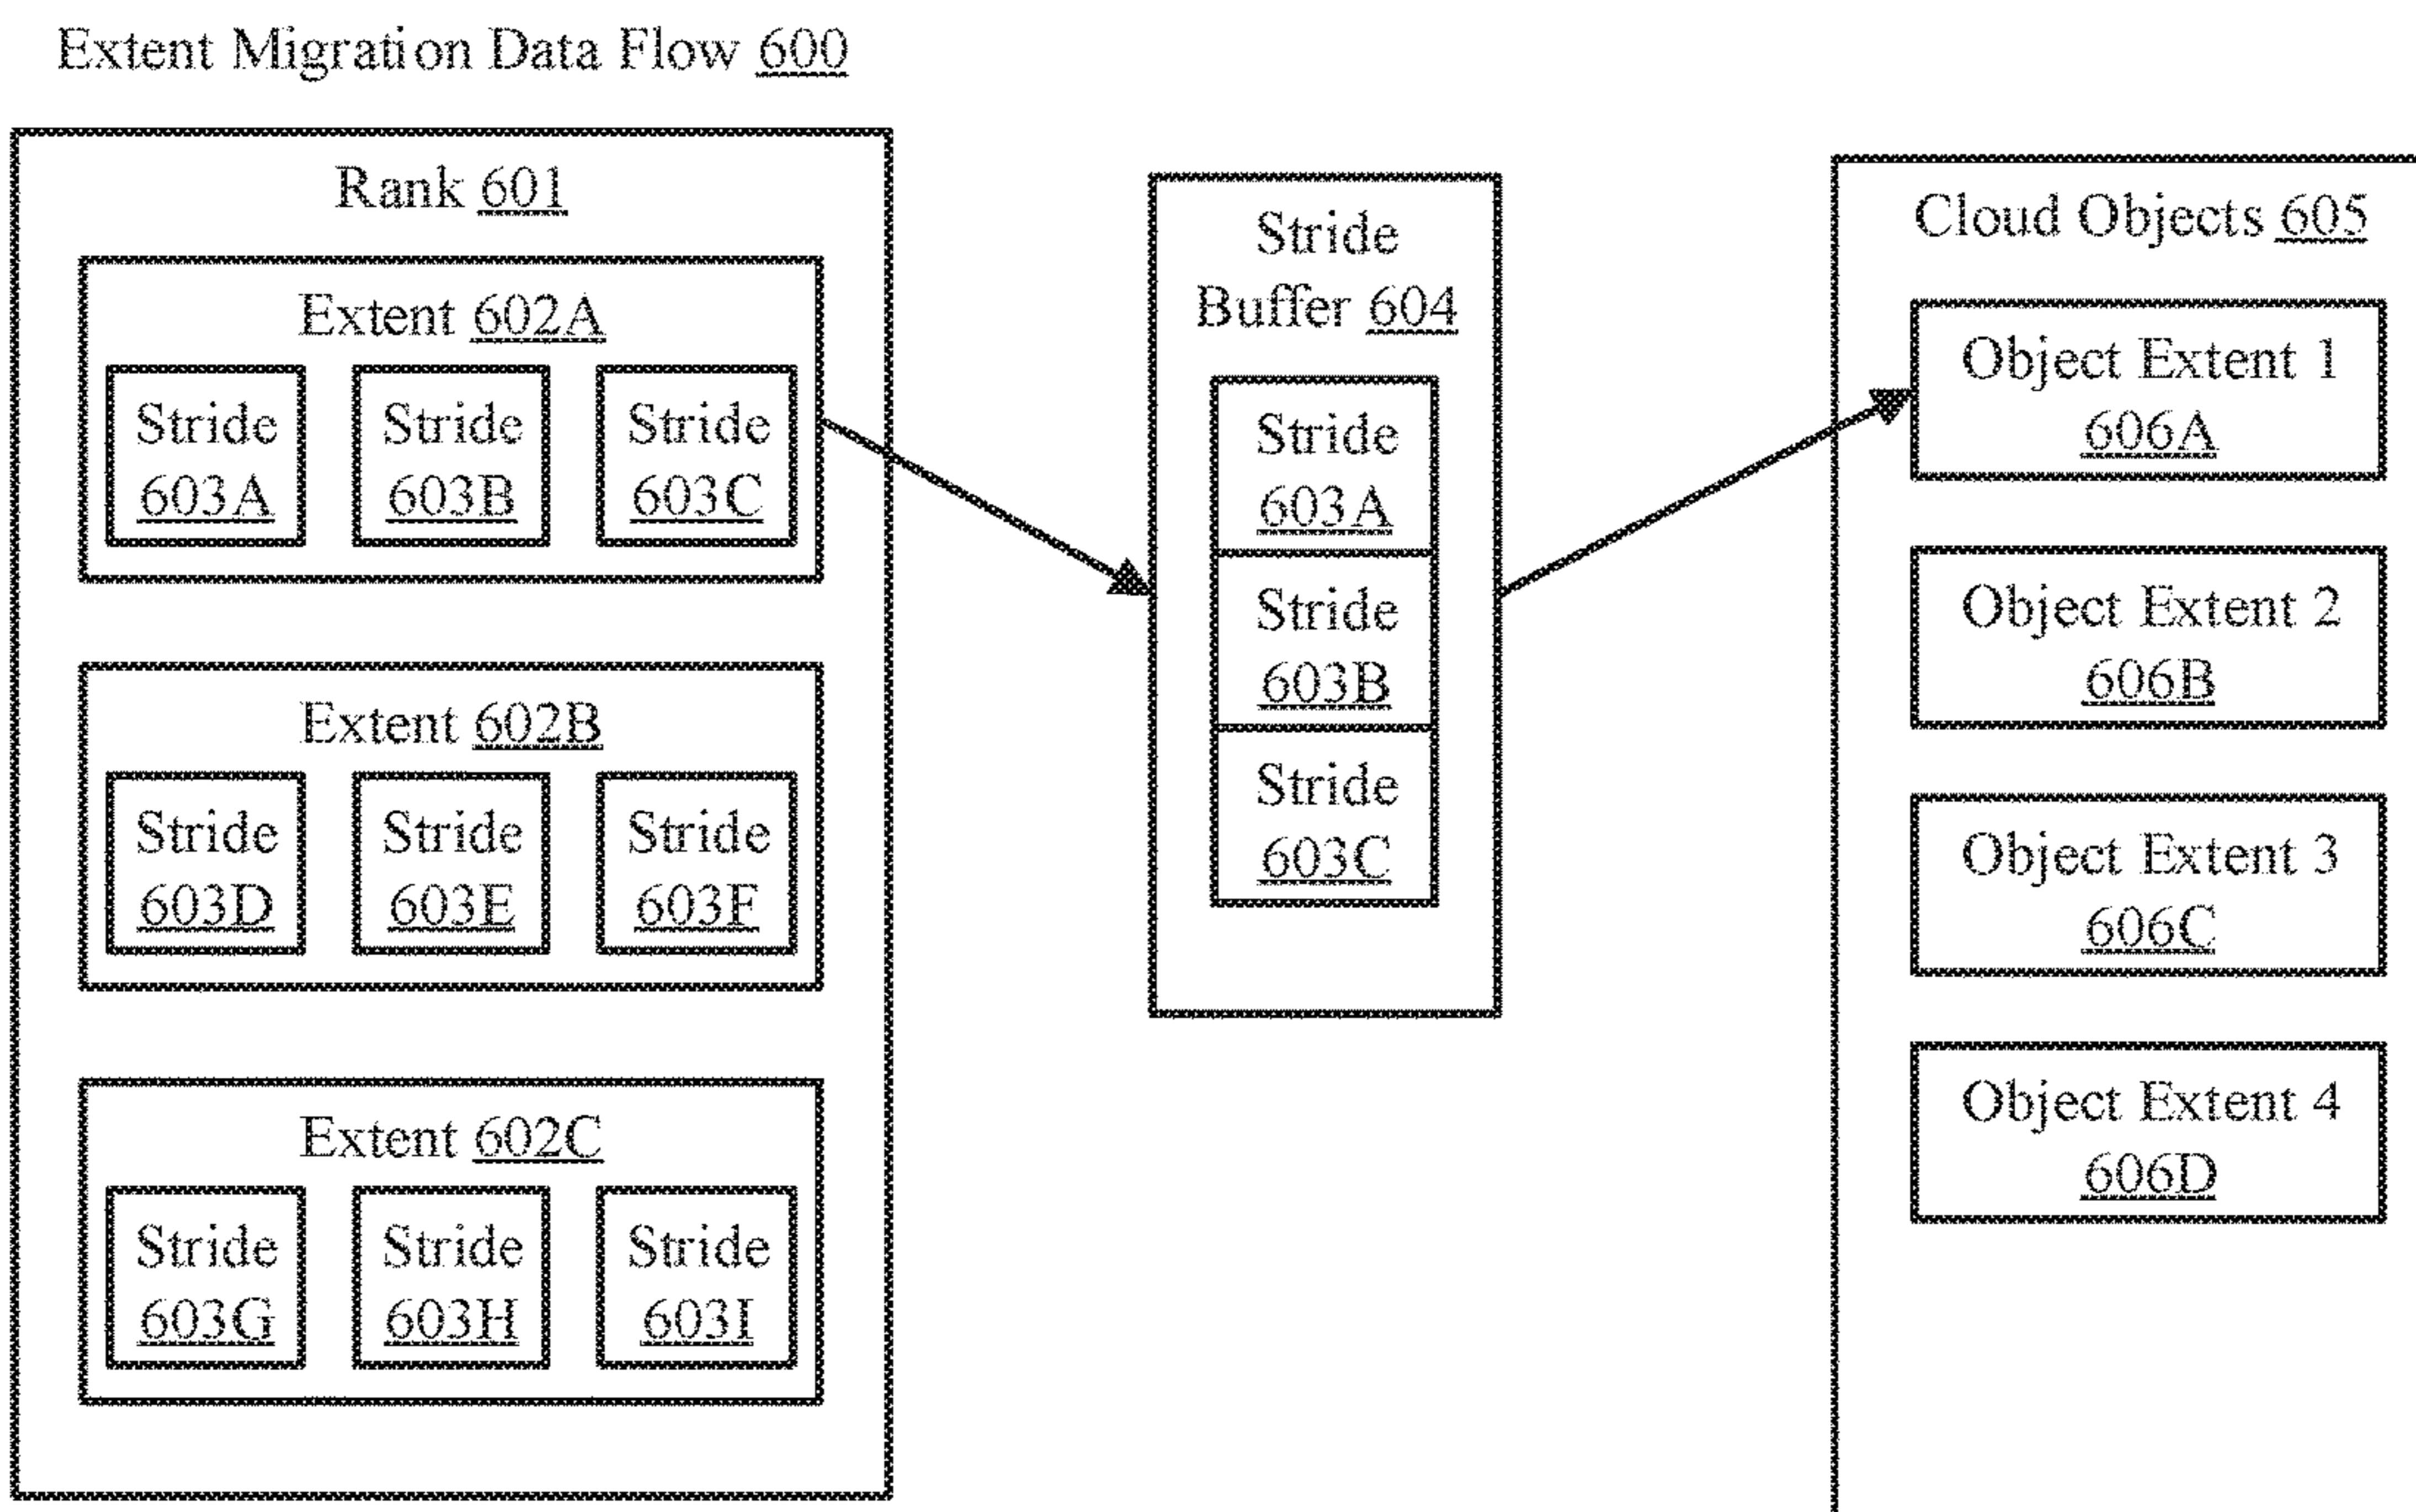 Extent Migration Data Flow 600
Rank 601
Extent 602A
Stride
603A
Stride
603B
Stride
603C
Extent 602B
Stride
603D
Stride
603E
Stride
603F
Extent 602C
Stride
603G
Stride
603H
Stride
603I
Stride
Buffer 604
Stride
603A
Stride
603B
Stride
603C
Cloud Objects 605
Object Extent 1
606A
Object Extent 2
606B
Object Extent 3
606C
Object Extent 4
606D